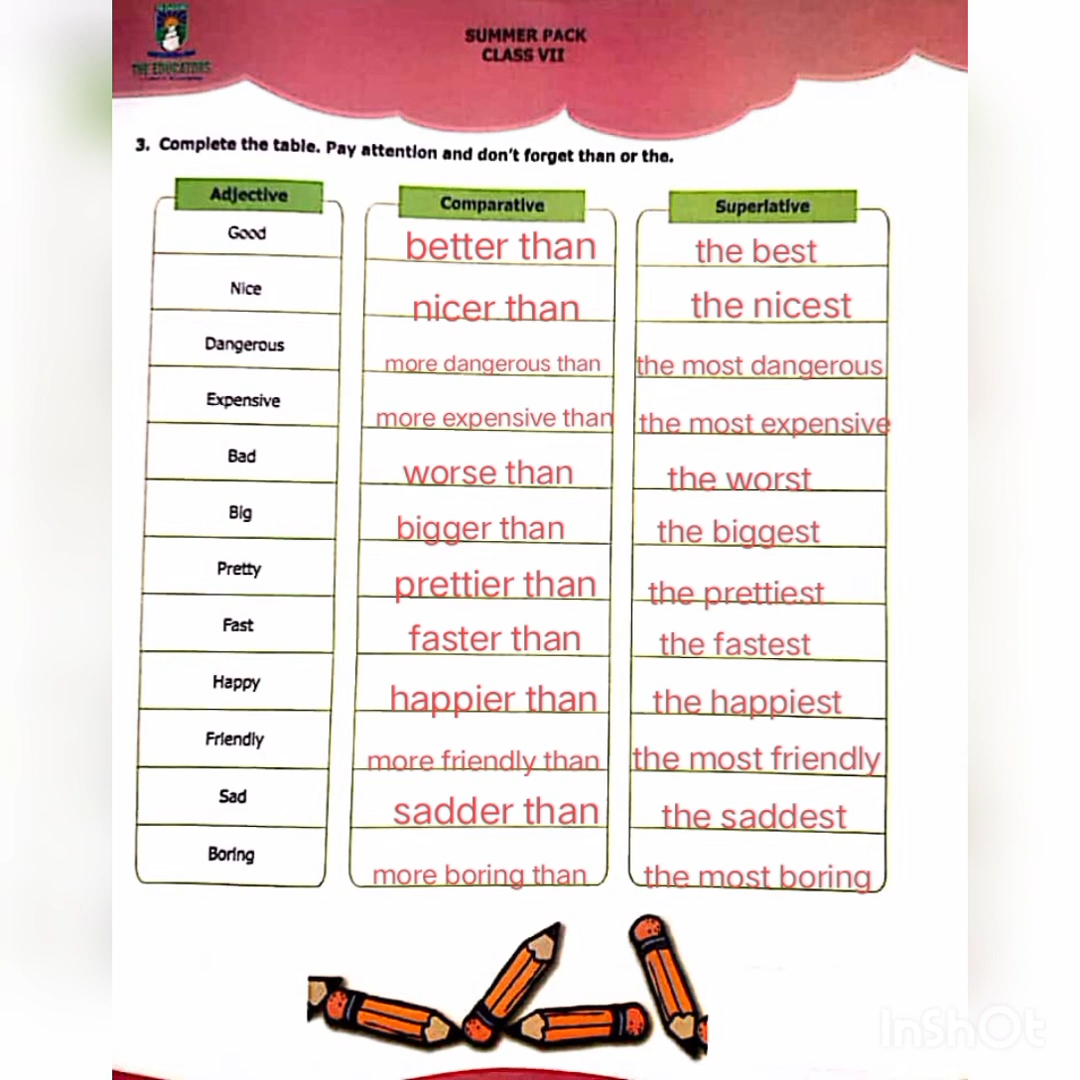 SUMMER PACK
CLASS VII
THE EDUCATORS
3. Complete the table. Pay attention and don't forget than or the.
Adjective Comparative Superlative
Good better than the best
Nice nicer than the nicest
Dangerous more dangerous than the most dangerous
Expensive more expensive than the most expensive
Bad worse than the worst
Big bigger than the biggest
Pretty prettier than the prettiest
Fast faster than the fastest
Happy happier than the happiest
Friendly more friendly than the most friendly
Sad sadder than the saddest
Boring more boring than the most boring
InShOt